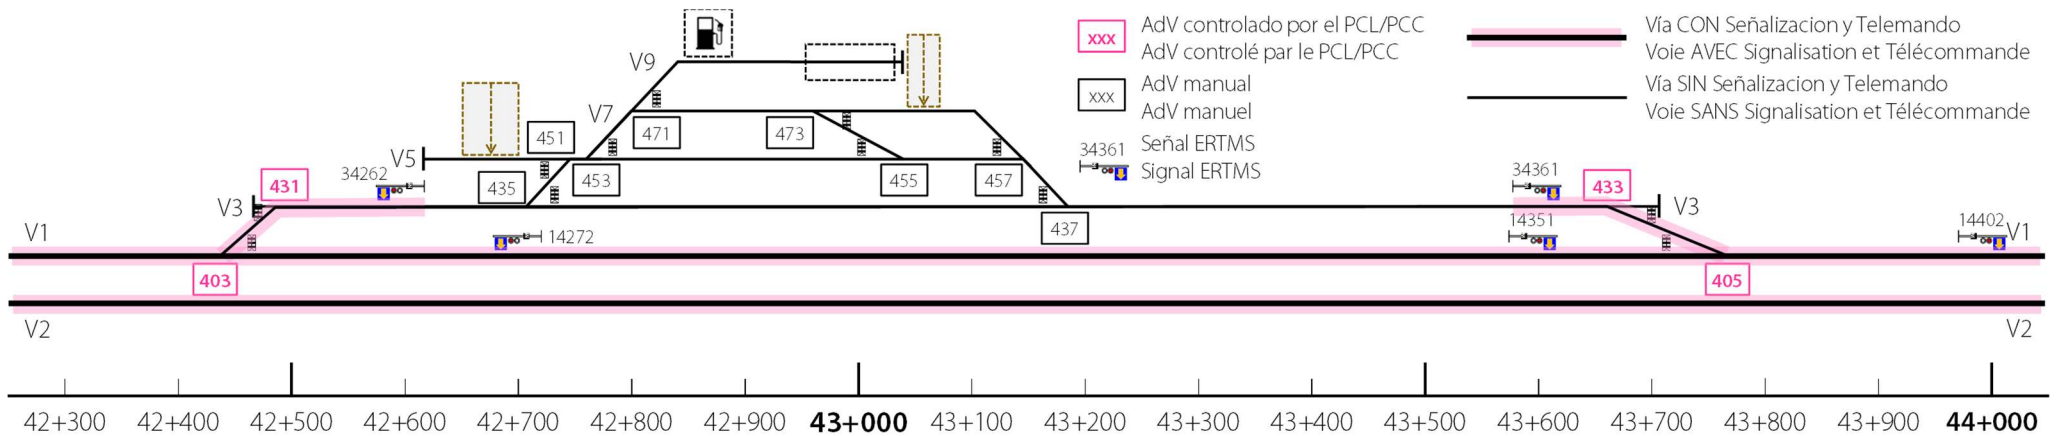 xxx
AdV controlado por el PCL/PCC
AdV controlé par le PCL/PCC
xxx
AdV manual
AdV manuel
34361
Señal ERTMS
Signal ERTMS
Vía CON Señalizacion y Telemando
Voie AVEC Signalisation et Télécommande
Vía SIN Señalizacion y Telemando
Voie SANS Signalisation et Télécommande
V9
V7
471
473
451
V5
34262
431
435
453
455
457
34361
433
V3
V3
V1
14272
437
14351
14402
V1
403
405
V2
V2
42+300 42+400 42+500 42+600 42+700 42+800 42+900 43+000 43+100 43+200 43+300 43+400 43+500 43+600 43+700 43+800 43+900 44+000